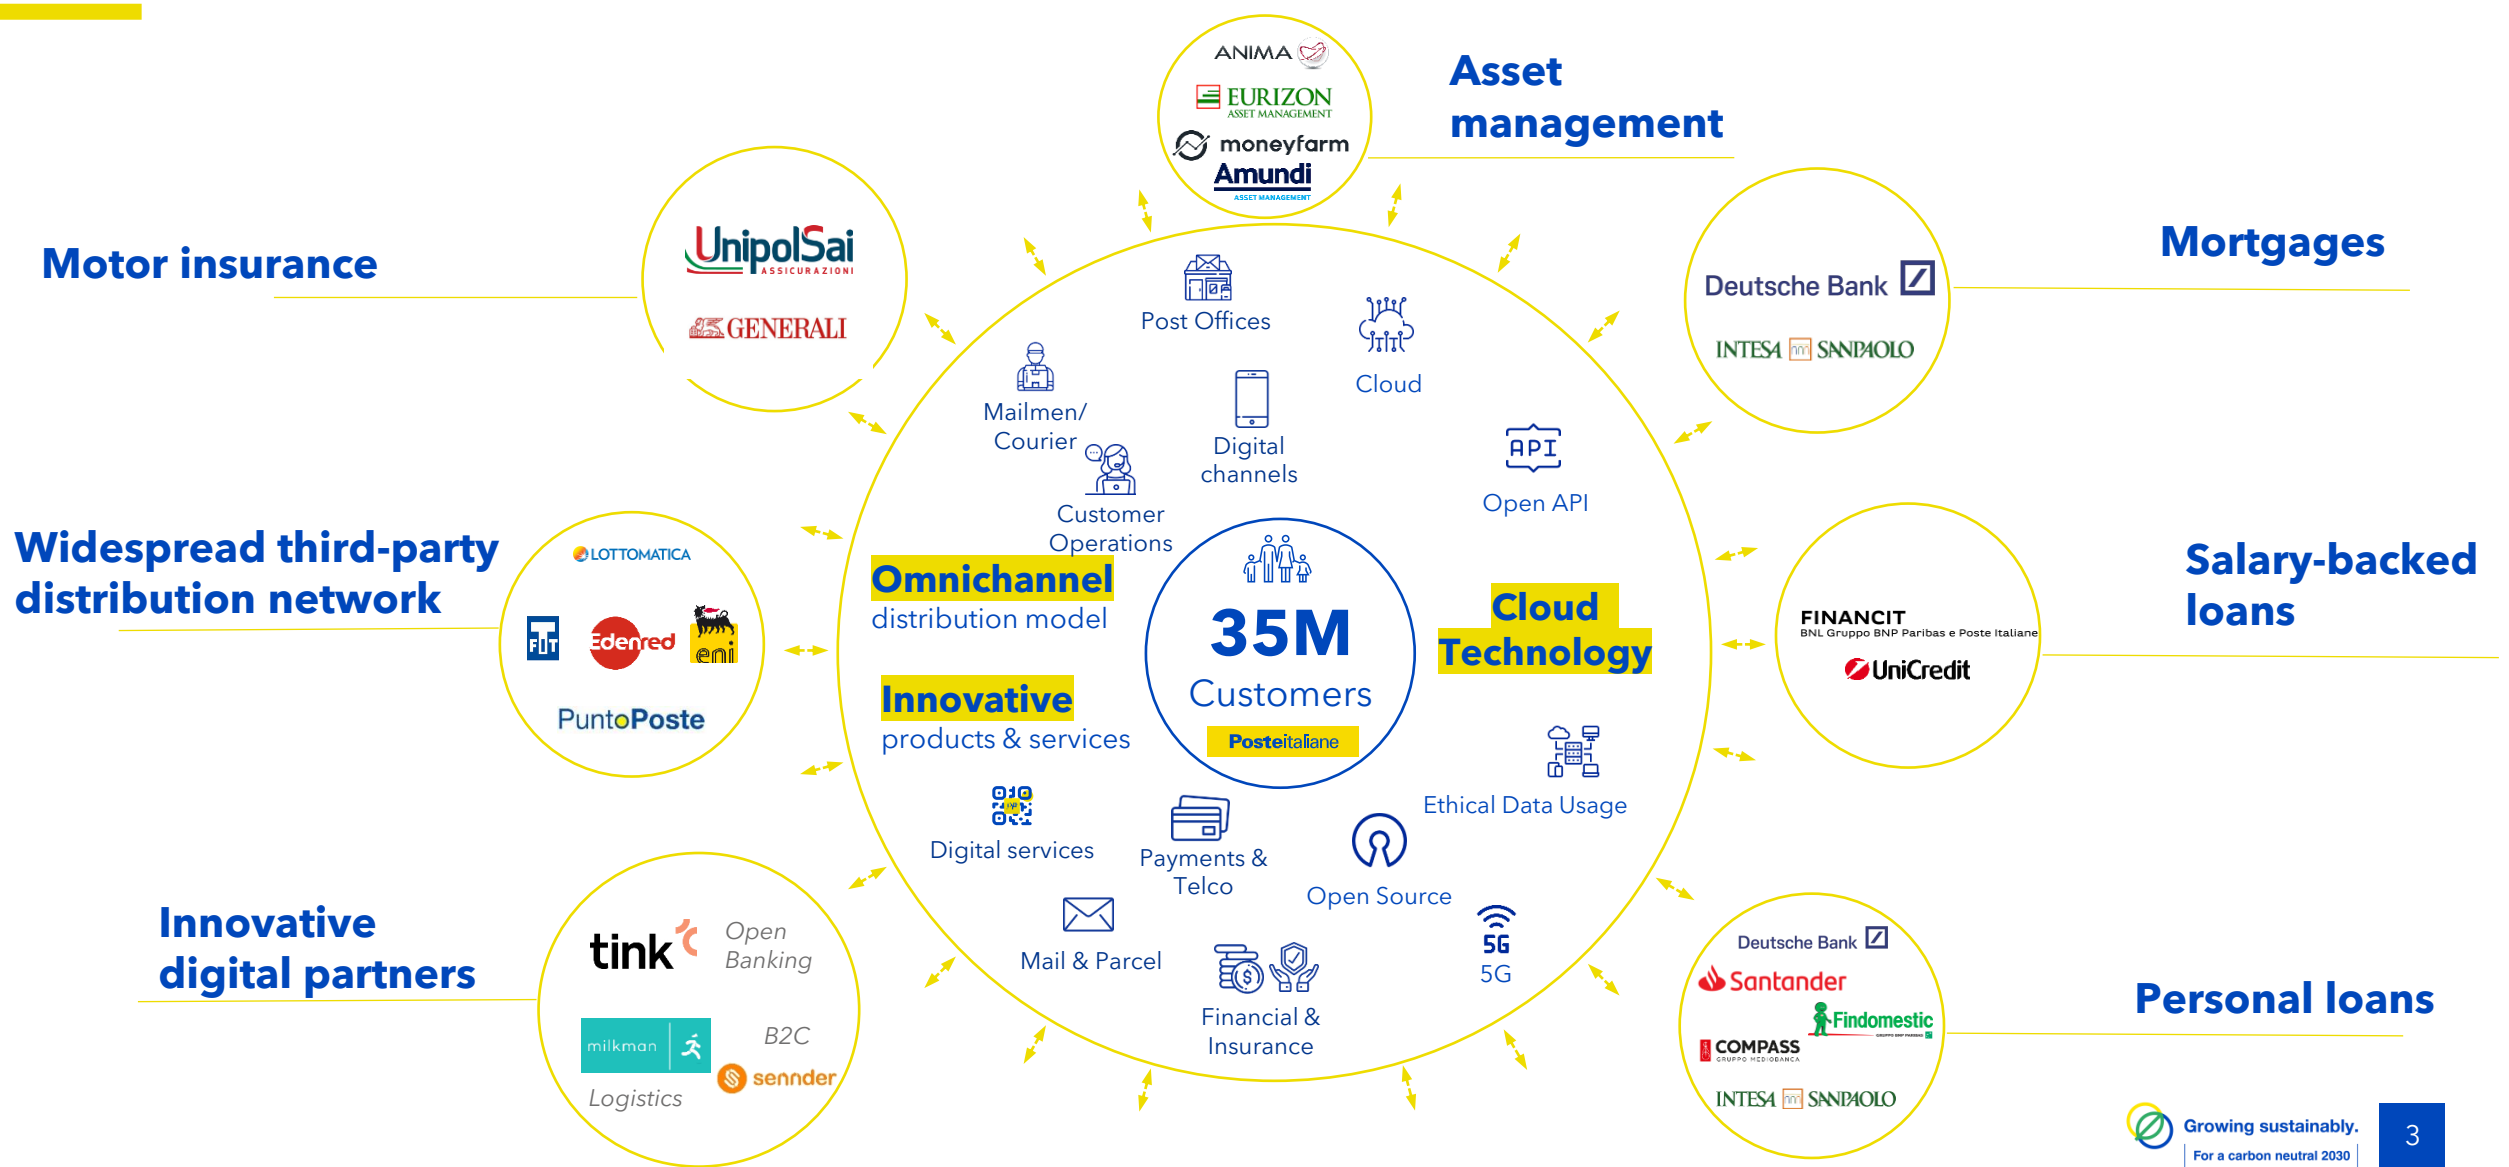 ANIMA
EURIZON
ASSET MANAGEMENT
moneyfarm
Amundi
ASSET MANAGEMENT
Asset
management
Motor insurance
UnipolSai
ASSICURAZIONI
GENERALI
Mortgages
Deutsche Bank
INTESA SANPAOLO
Post Offices
Cloud
Mailmen/
Courier
Digital
channels
API
Open API
Customer
Operations
Widespread third-party
distribution network
LOTTOMATICA
FIT
Edenred
eni
PuntoPoste
Omnichannel
distribution model
Innovative
products & services
35M
Customers
Posteitaliane
Cloud
Technology
Salary-backed
loans
FINANCIT
BNL Gruppo BNP Paribas e Poste Italiane
UniCredit
Digital services
Payments &
Telco
Ethical Data Usage
Open Source
Mail & Parcel
Financial &
Insurance
5G
5G
Innovative
digital partners
tink
Open
Banking
milkman
B2C
sennder
Logistics
Personal loans
Deutsche Bank
Santander
Findomestic
GRUPPO BNP PARIBAS
COMPASS
GRUPPO MEDIOBANCA
INTESA SANPAOLO
Growing sustainably.
For a carbon neutral 2030
3